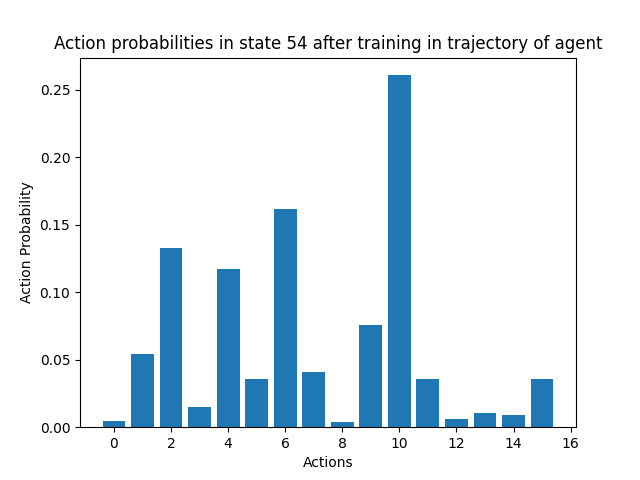 Action probabilities in state 54 after training in trajectory of agent
Action Probability
0.25
0.20
0.15
0.10
0.05
0.00
0 2 4 6 8 10 12 14 16
Actions